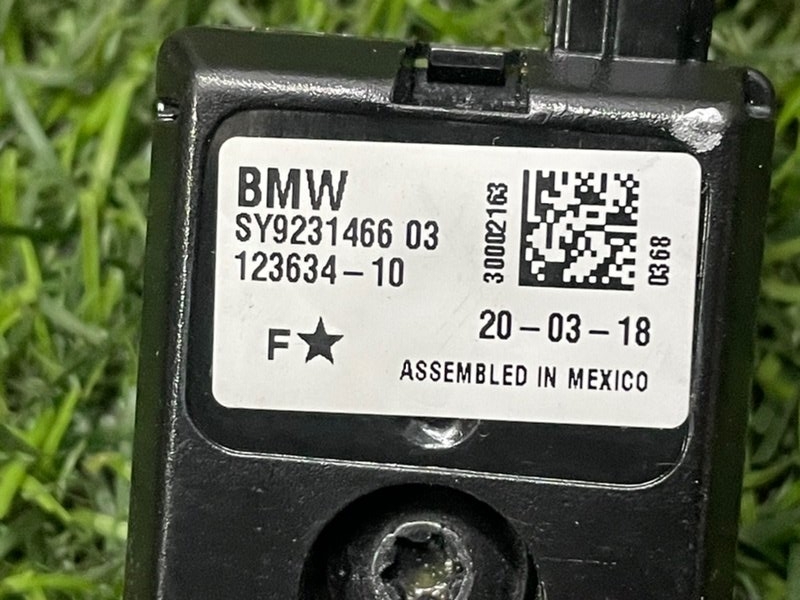 BMW
SY9231466 03
123634-10
30002163
0368
20-03-18
F★
ASSEMBLED IN MEXICO